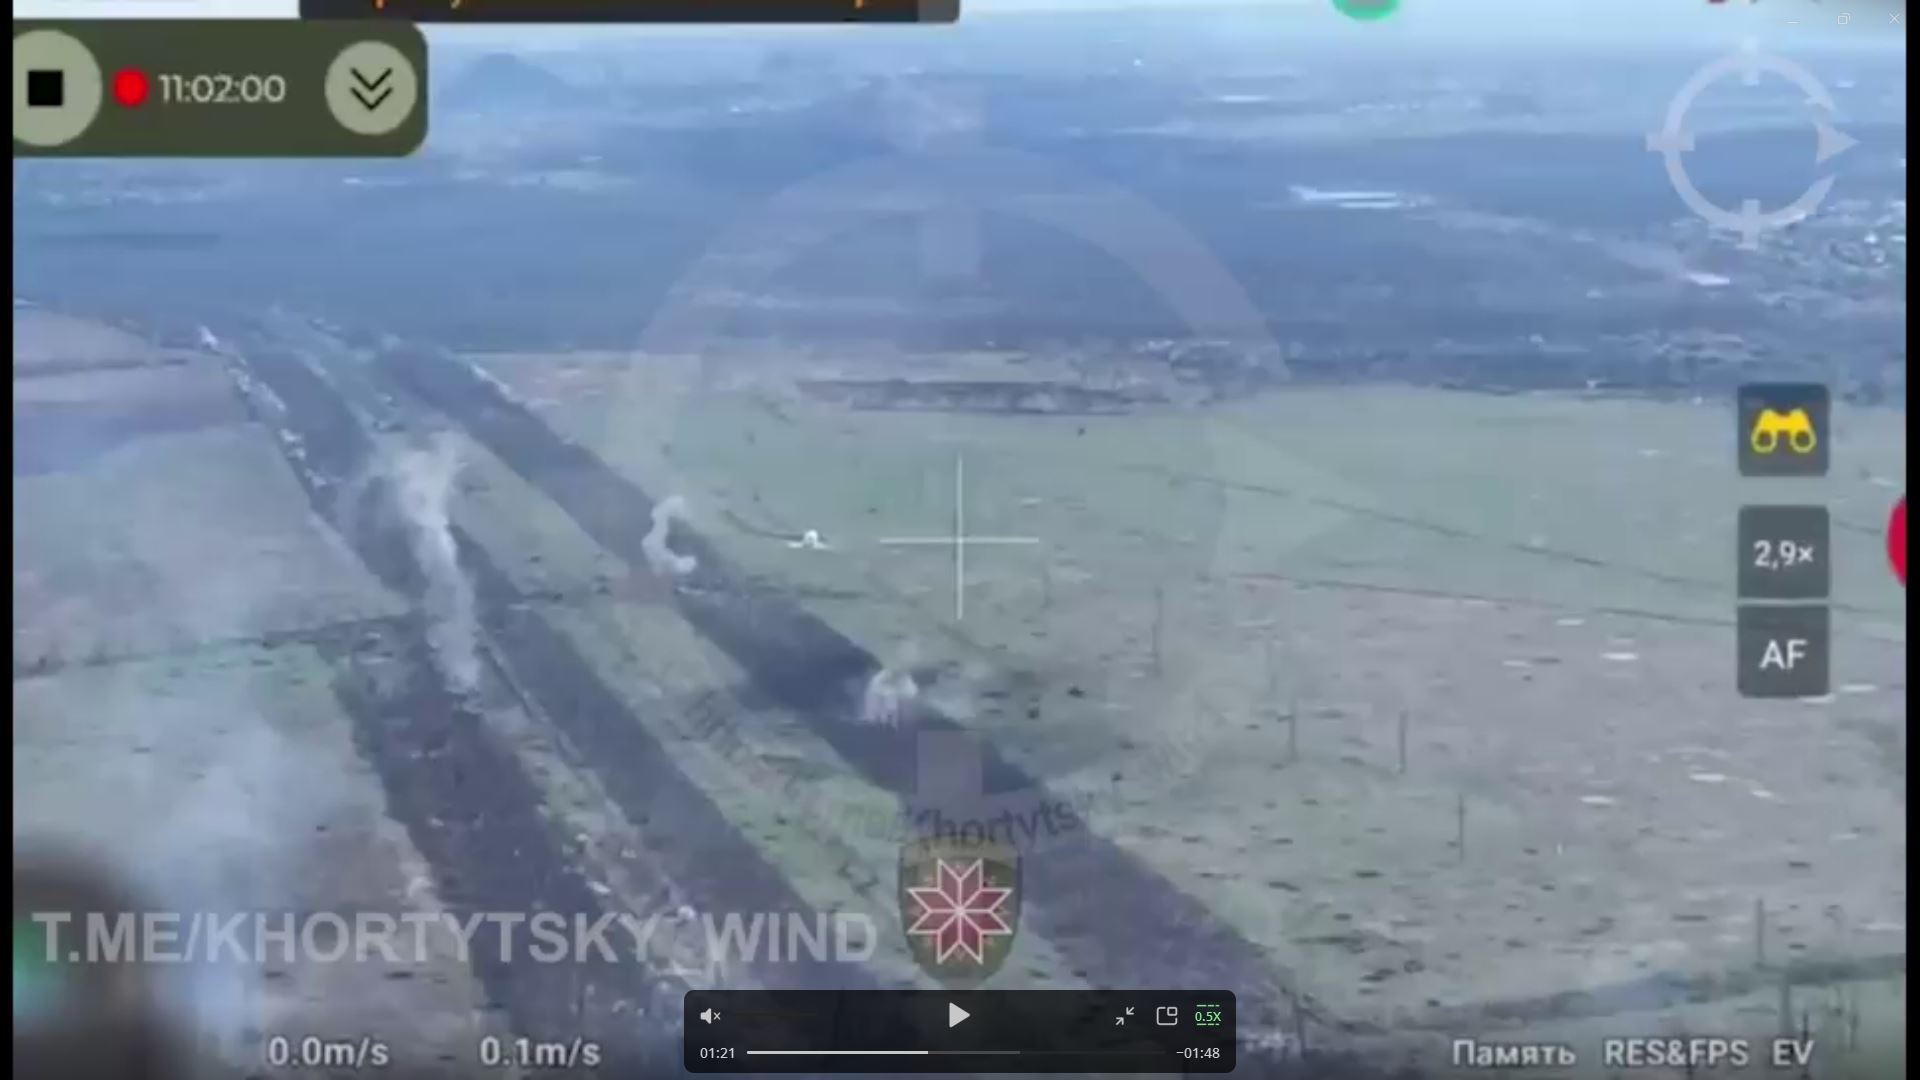 11:02:00
2,9×
AF
Khortyts
T.ME/KHORTYTSKY_WIND
0.0m/s
0.1m/s
Память
RES&FPS
EV
0.5X
01:21
−01:48